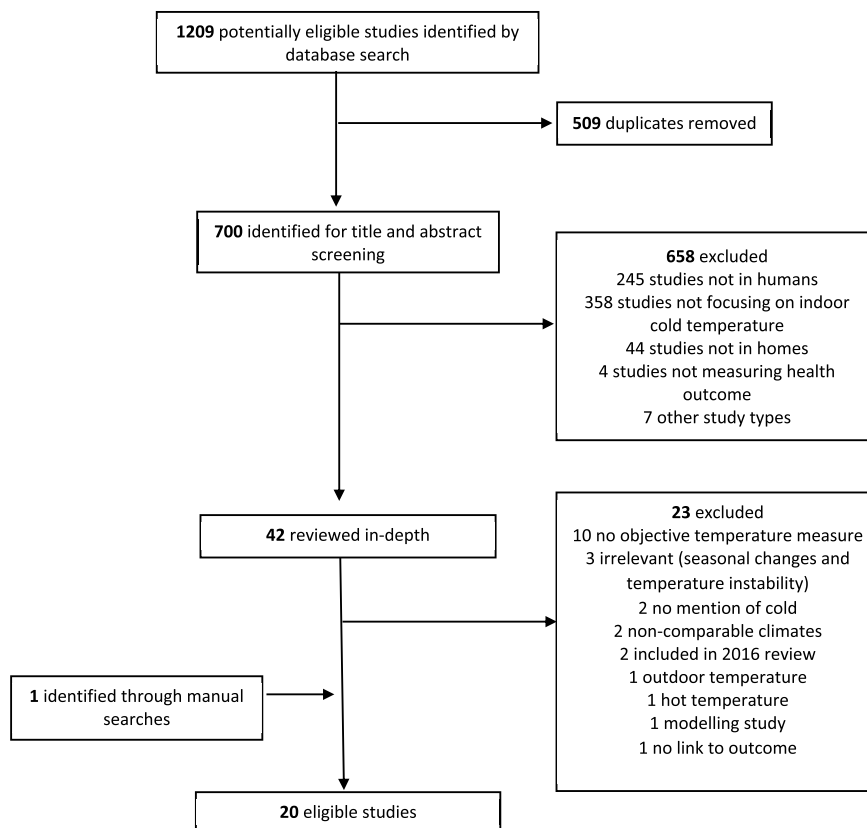 1209 potentially eligible studies identified by
database search
509 duplicates removed
700 identified for title and abstract
screening
658 excluded
245 studies not in humans
358 studies not focusing on indoor
cold temperature
44 studies not in homes
4 studies not measuring health
outcome
7 other study types
42 reviewed in-depth
23 excluded
10 no objective temperature measure
3 irrelevant (seasonal changes and
temperature instability)
2 no mention of cold
2 non-comparable climates
2 included in 2016 review
1 outdoor temperature
1 hot temperature
1 modelling study
1 no link to outcome
1 identified through manual
searches
20 eligible studies